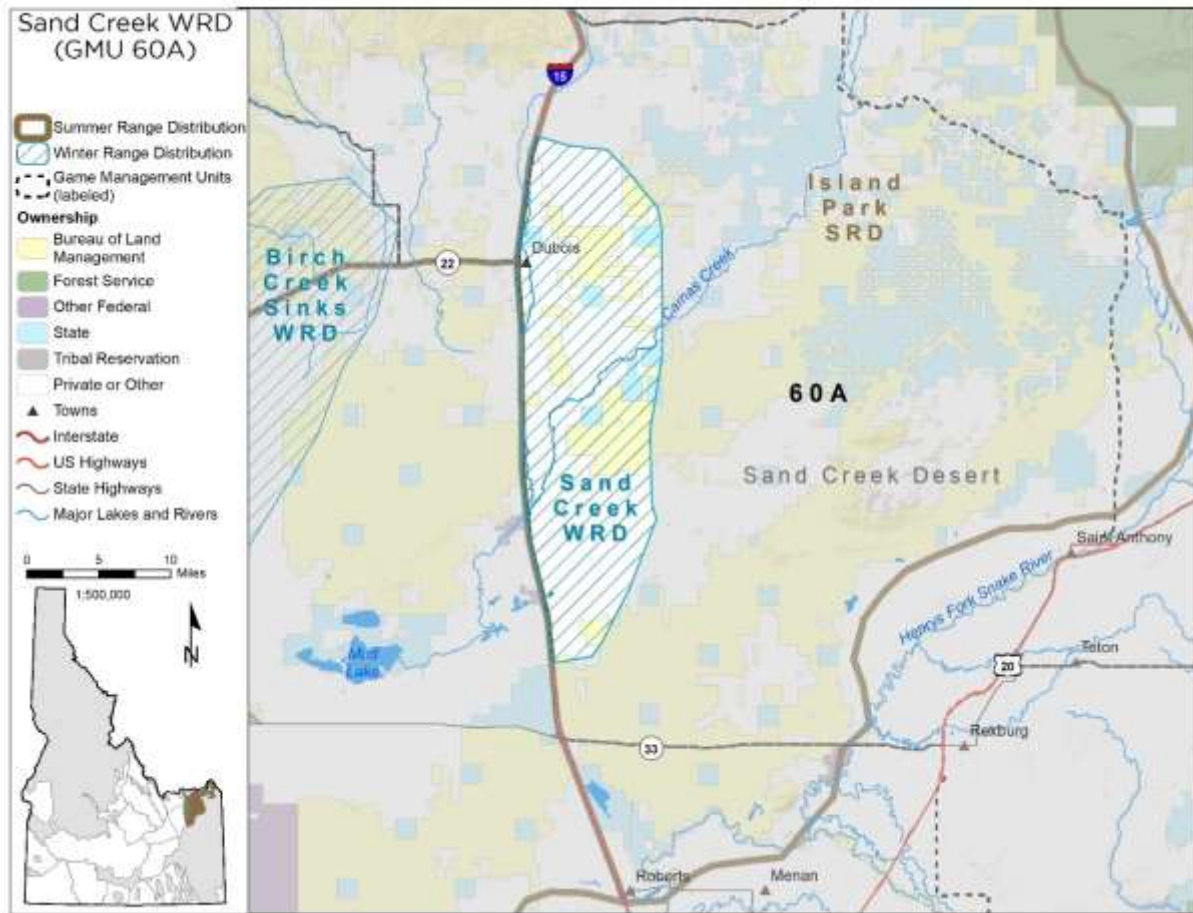 Sand Creek WRD
(GMU 60A)
Summer Range Distribution
Winter Range Distribution
Game Management Units
(labeled)
Ownership
Bureau of Land
Management
Forest Service
Other Federal
State
Tribal Reservation
Private or Other
Towns
Interstate
US Highways
State Highways
Major Lakes and Rivers
0 5 10
Miles
1:500,000
N
15
Island
Park
SRD
Dubois
22
Birch
Creek
Sinks
WRD
Camas Creek
60A
Sand Creek Desert
Sand
Creek
WRD
Saint Anthony
Henrys Fork Snake River
Mud
Lake
20
Teton
33
Rexburg
Roberts
Menan